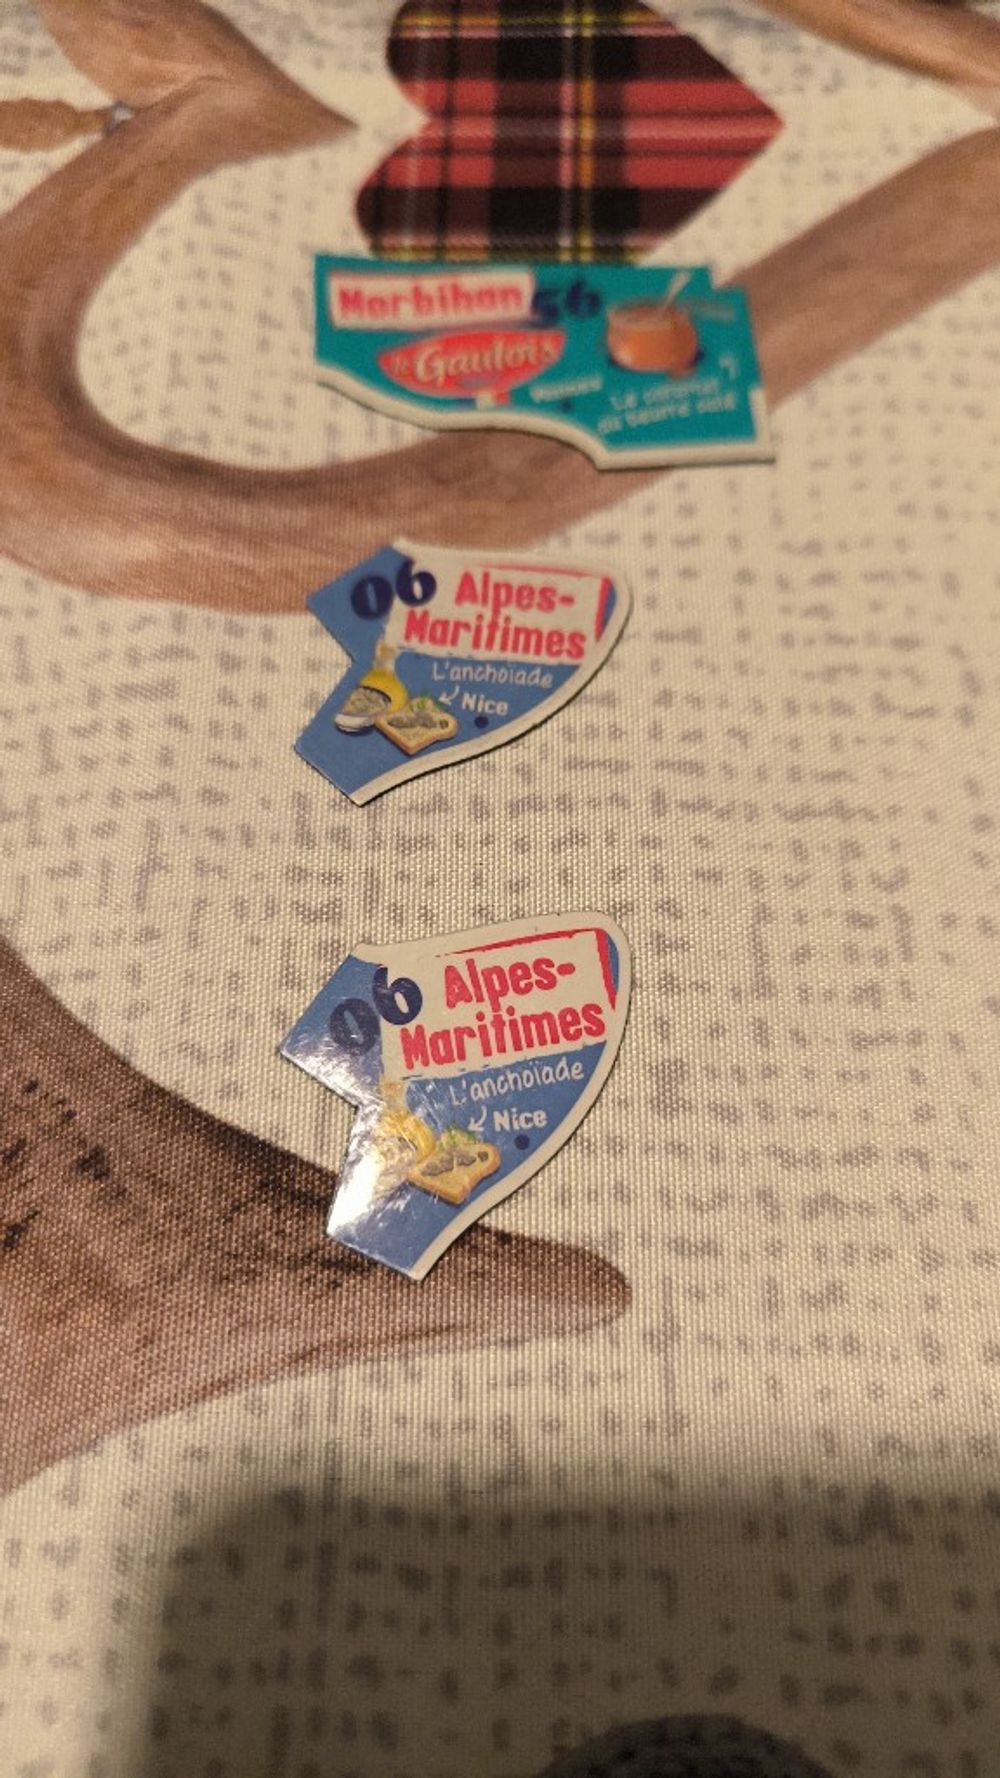 Morbihan 56
le Gaulois
Vannes
Le caramel
au beurre salé
06 Alpes-
Maritimes
L'anchoïade
Nice
06 Alpes-
Maritimes
L'anchoïade
Nice